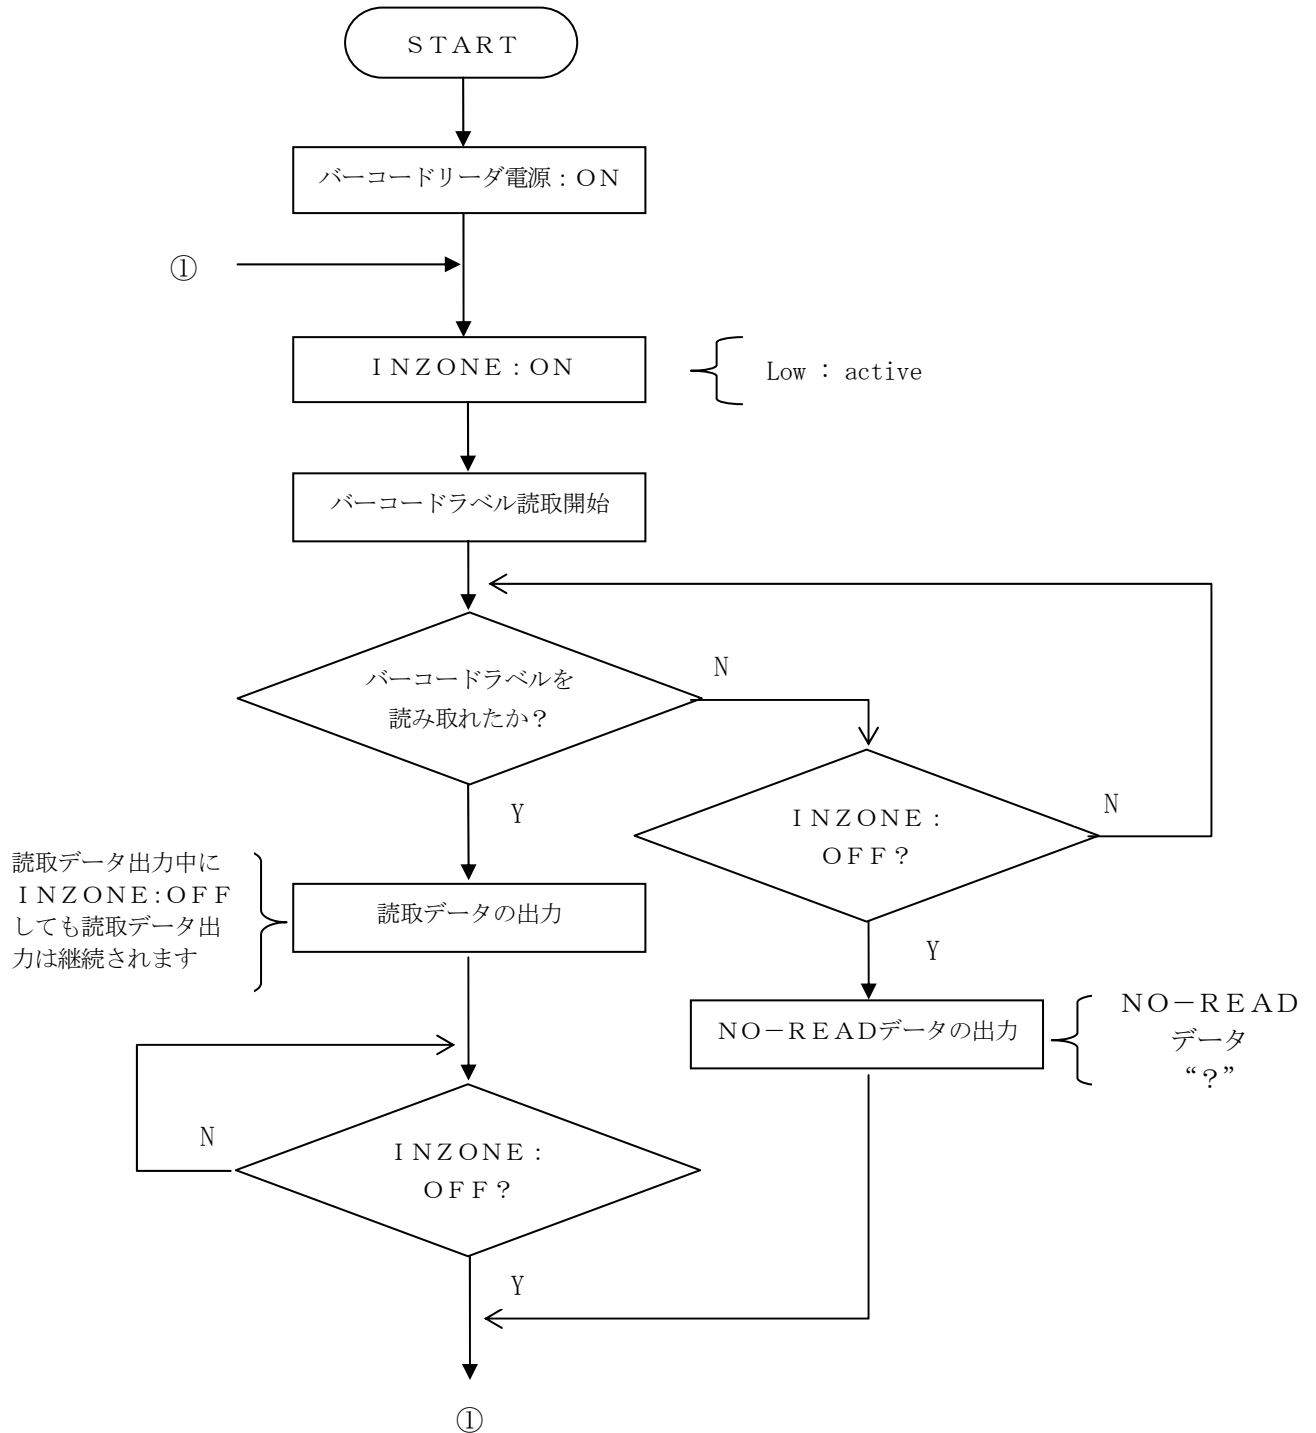 ＳＴＡＲＴ
バーコードリーダ電源：ＯＮ
①
ＩＮＺＯＮＥ：ＯＮ
Low : active
バーコードラベル読取開始
バーコードラベルを
読み取れたか？
N
Y
ＩＮＺＯＮＥ：
ＯＦＦ？
N
Y
読取データ出力中に
ＩＮＺＯＮＥ:ＯＦＦ
しても読取データ出
力は継続されます
読取データの出力
ＮＯ－ＲＥＡＤデータの出力
ＮＯ－ＲＥＡＤ
データ
“？”
N
ＩＮＺＯＮＥ：
ＯＦＦ？
Y
①